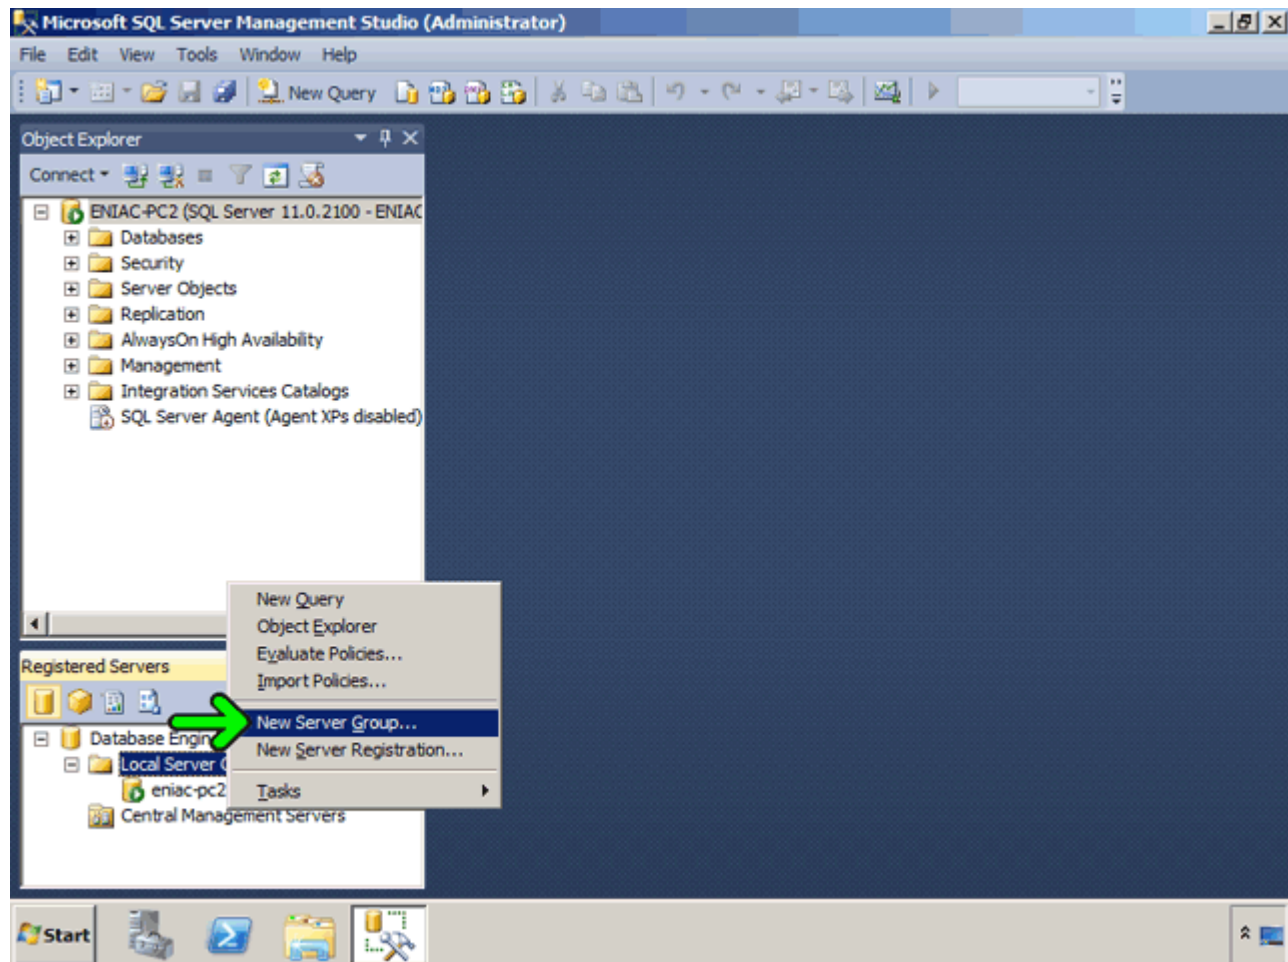 Microsoft SQL Server Management Studio (Administrator)
File Edit View Tools Window Help
New Query
Object Explorer
Connect
ENIAC-PC2 (SQL Server 11.0.2100 - ENIAC
Databases
Security
Server Objects
Replication
AlwaysOn High Availability
Management
Integration Services Catalogs
SQL Server Agent (Agent XPs disabled)
New Query
Object Explorer
Evaluate Policies...
Import Policies...
New Server Group...
New Server Registration...
Tasks
Registered Servers
Database Engin
Local Server G
eniac-pc2
Central Management Servers
Start